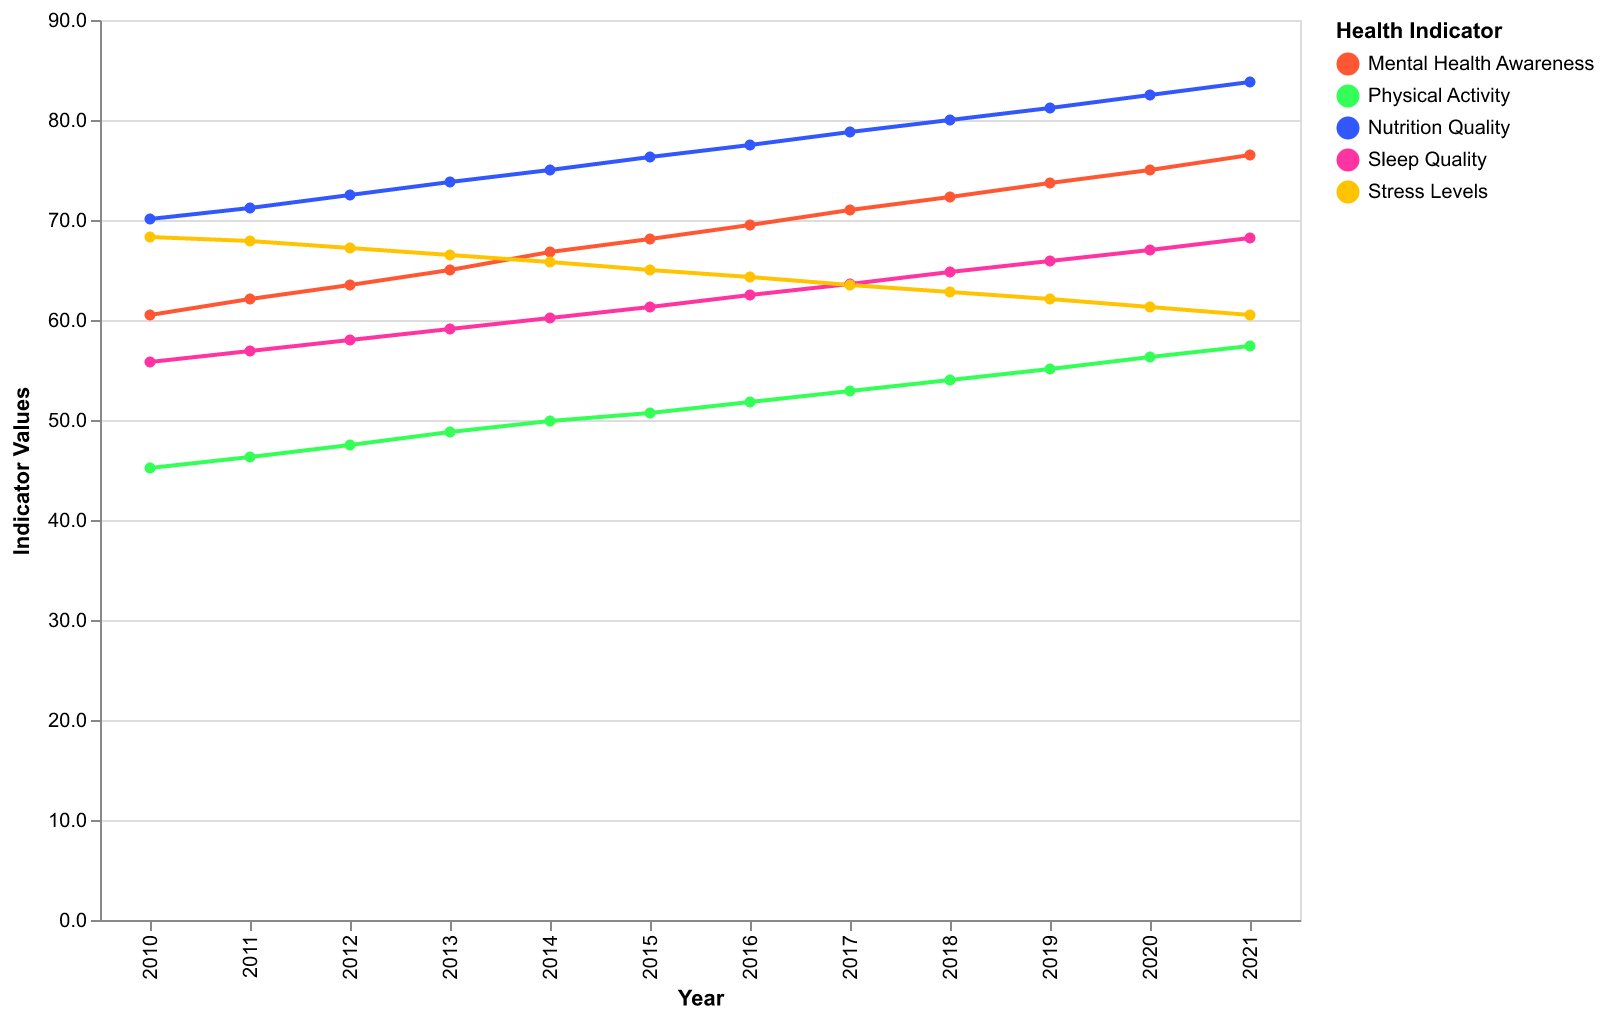 90.0
80.0
70.0
60.0
50.0
40.0
30.0
20.0
10.0
0.0
Indicator Values
2010
2011
2012
2013
2014
2015
2016
2017
2018
2019
2020
2021
Year
Health Indicator
Mental Health Awareness
Physical Activity
Nutrition Quality
Sleep Quality
Stress Levels